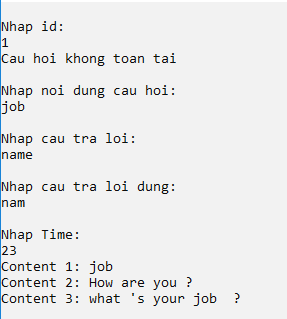 Nhap id:
1
Cau hoi khong toan tai
Nhap noi dung cau hoi:
job
Nhap cau tra loi:
name
Nhap cau tra loi dung:
nam
Nhap Time:
23
Content 1: job
Content 2: How are you ?
Content 3: what 's your job  ?